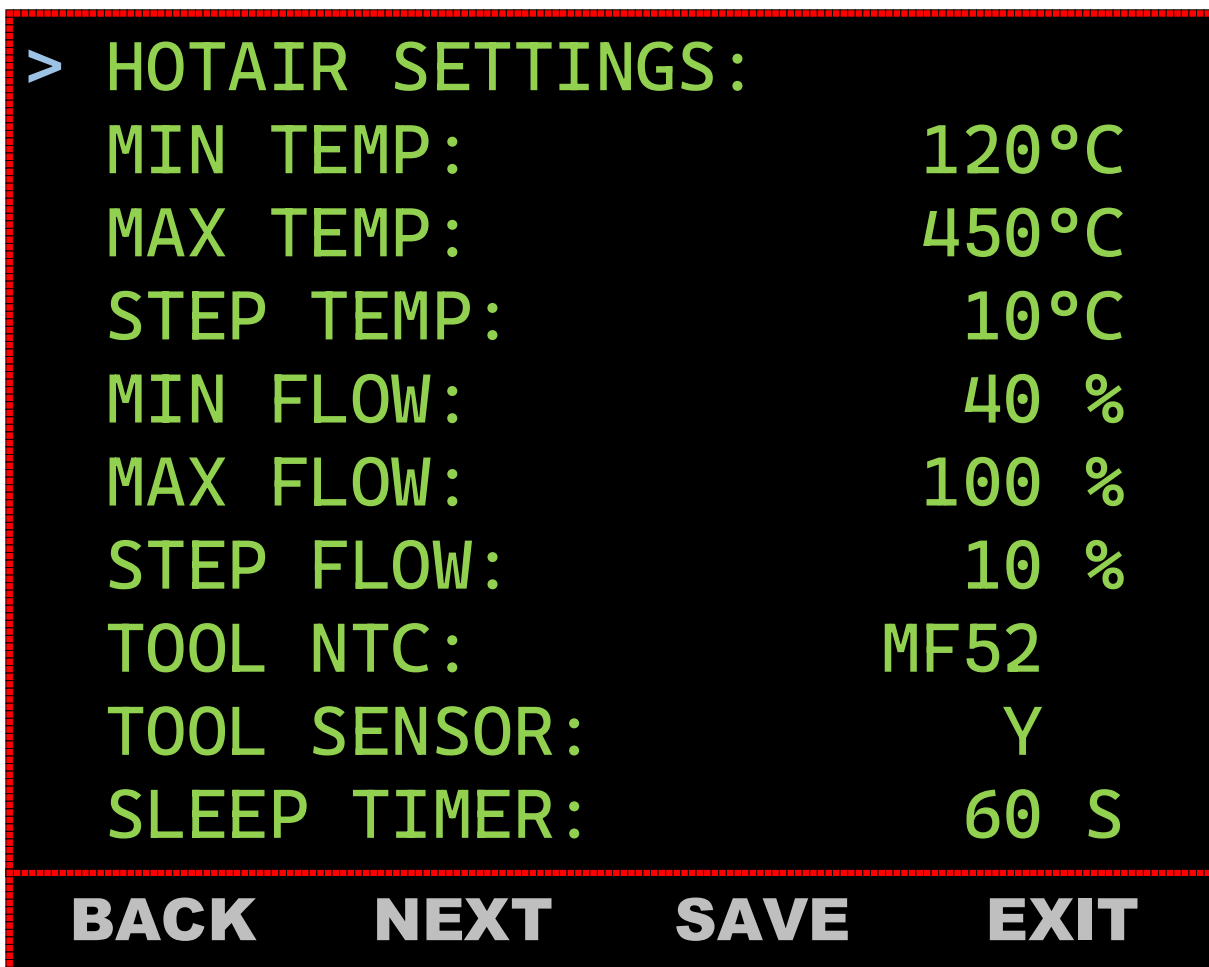 > HOTAIR SETTINGS:
MIN TEMP: 120°C
MAX TEMP: 450°C
STEP TEMP: 10°C
MIN FLOW: 40 %
MAX FLOW: 100 %
STEP FLOW: 10 %
TOOL NTC: MF52
TOOL SENSOR: Y
SLEEP TIMER: 60 S
BACK NEXT SAVE EXIT